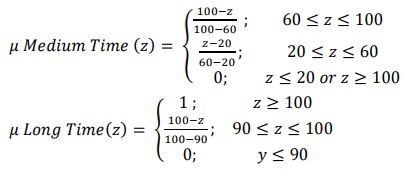 100−z / 100−60 ; 60 ≤ z ≤ 100
μ Medium Time (z) = { z−20 / 60−20 ; 20 ≤ z ≤ 60
0; z ≤ 20 or z ≥ 100
1 ; z ≥ 100
μ Long Time(z) = { 100−z / 100−90 ; 90 ≤ z ≤ 100
0; y ≤ 90